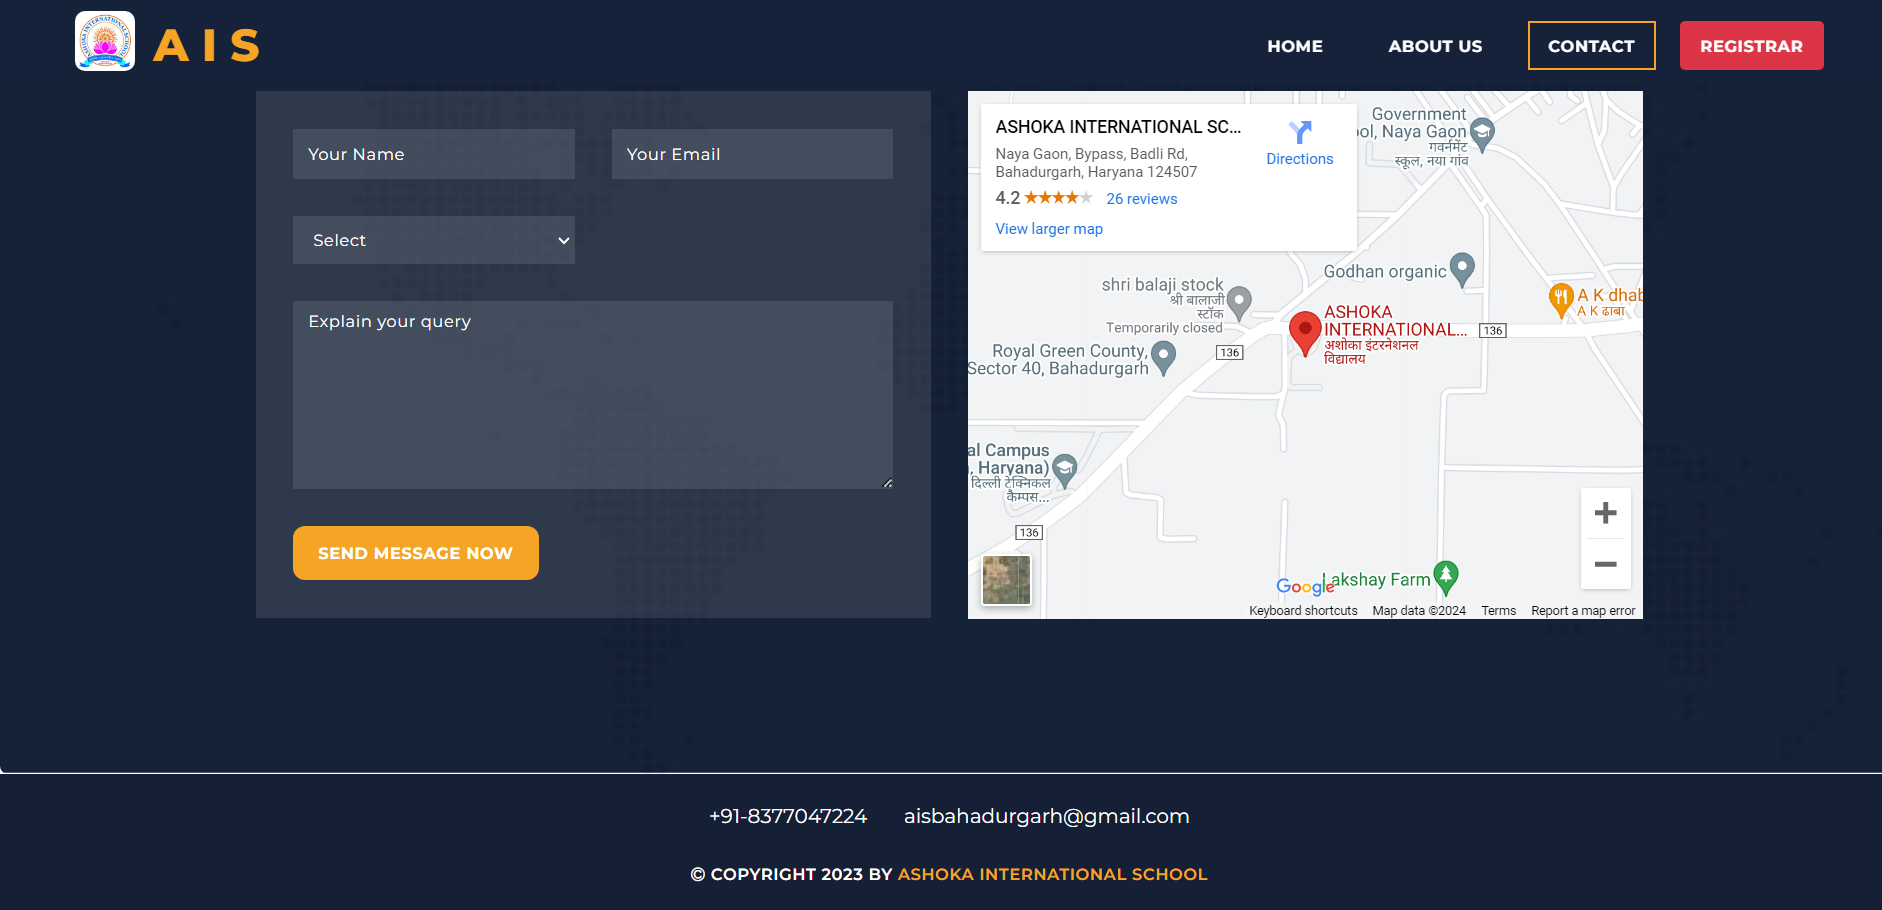 AIS
HOME
ABOUT US
CONTACT
REGISTRAR
Your Name
Your Email
Select
Explain your query
SEND MESSAGE NOW
ASHOKA INTERNATIONAL SC...
Naya Gaon, Bypass, Badli Rd,
Bahadurgarh, Haryana 124507
4.2
26 reviews
View larger map
Directions
Government
ool, Naya Gaon
गवर्नमेंट
स्कूल, नया गांव
Godhan organic
shri balaji stock
श्री बालाजी
स्टॉक
Temporarily closed
A K dhab
A K ढाबा
ASHOKA
INTERNATIONAL...
अशोका इंटरनेशनल
विद्यालय
136
136
Royal Green County,
Sector 40, Bahadurgarh
al Campus
, Haryana)
दिल्ली टेक्निकल
कैम्पस...
136
Lakshay Farm
Google
Keyboard shortcuts
Map data ©2024
Terms
Report a map error
+91-8377047224
aisbahadurgarh@gmail.com
© COPYRIGHT 2023 BY ASHOKA INTERNATIONAL SCHOOL